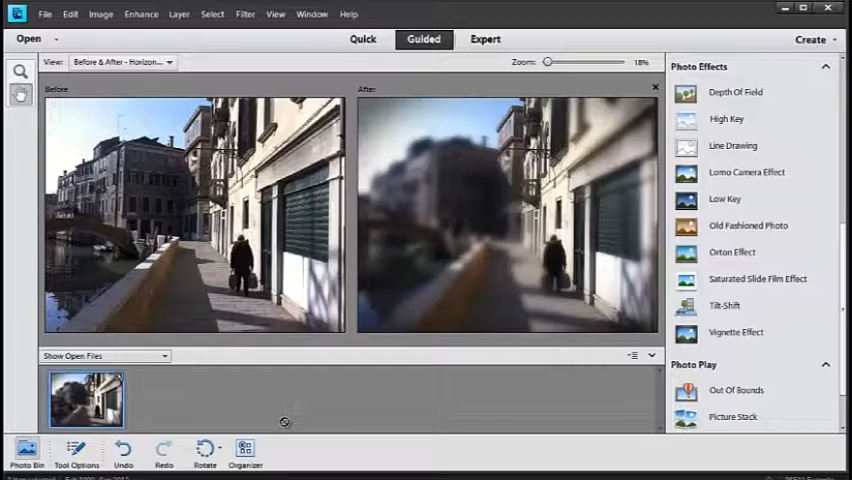 File Edit Image Enhance Layer Select Filter View Window Help
Open Quick Guided Expert Create
View: Before & After - Horizon... Zoom: 18%
Before After
Photo Effects
Depth Of Field
High Key
Line Drawing
Lomo Camera Effect
Low Key
Old Fashioned Photo
Orton Effect
Saturated Slide Film Effect
Tilt-Shift
Vignette Effect
Show Open Files
Photo Play
Out Of Bounds
Picture Stack
Photo Bin Tool Options Undo Redo Rotate Organizer